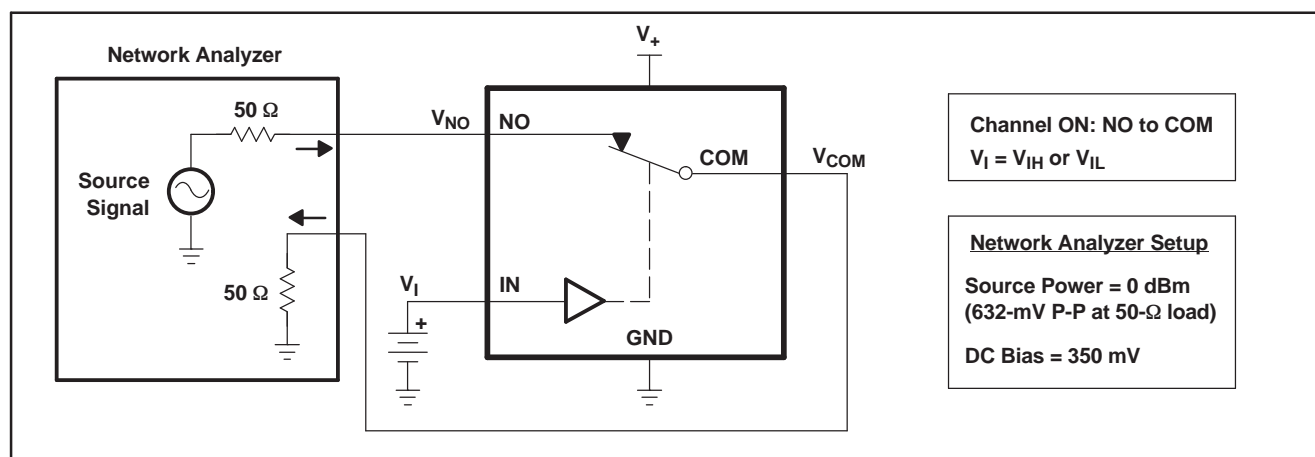 Network Analyzer
50 Ω
Source
Signal
50 Ω
V+
VNO
NO
COM
VCOM
VI
+
IN
GND
Channel ON: NO to COM
VI = VIH or VIL
Network Analyzer Setup
Source Power = 0 dBm
(632-mV P-P at 50-Ω load)
DC Bias = 350 mV